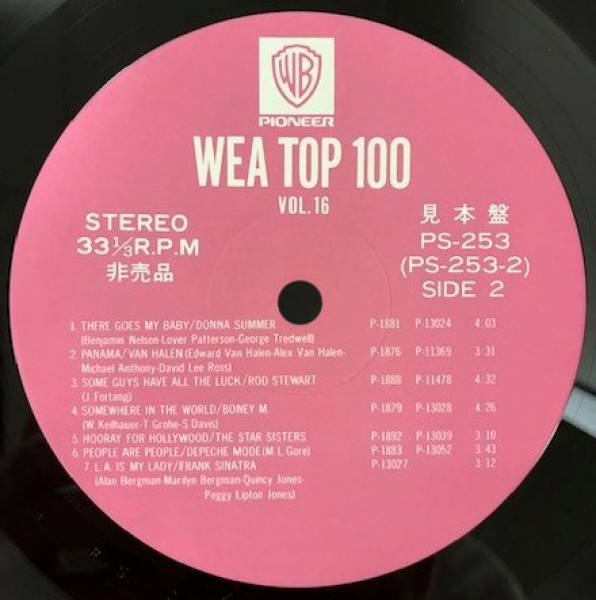 WB
PIONEER
WEA TOP 100
VOL.16
STEREO
33 1/3 R.P.M
非売品
見本盤
PS-253
(PS-253-2)
SIDE 2
1. THERE GOES MY BABY/DONNA SUMMER P-1881 P-13024 4:03
(Benjamin Nelson-Lover Patterson-George Tredwell)
2. PANAMA/VAN HALEN(Edward Van Halen-Alex Van Halen- P-1876 P-11369 3:31
Michael Anthony-David Lee Ross)
3. SOME GUYS HAVE ALL THE LUCK/ROD STEWART P-1888 P-11478 4:32
(J. Fortang)
4. SOMEWHERE IN THE WORLD/BONEY M. P-1879 P-13028 4:26
(W. Keilhauer-T Grohe-S Davis)
5. HOORAY FOR HOLLYWOOD/THE STAR SISTERS P-1892 P-13039 3:10
6. PEOPLE ARE PEOPLE/DEPECHE MODE(M L Gore) P-1883 P-13052 3:43
7. L.A. IS MY LADY/FRANK SINATRA P-13027 3:12
(Alan Bergman-Marilyn Bergman-Quincy Jones-
Peggy Lipton Jones)